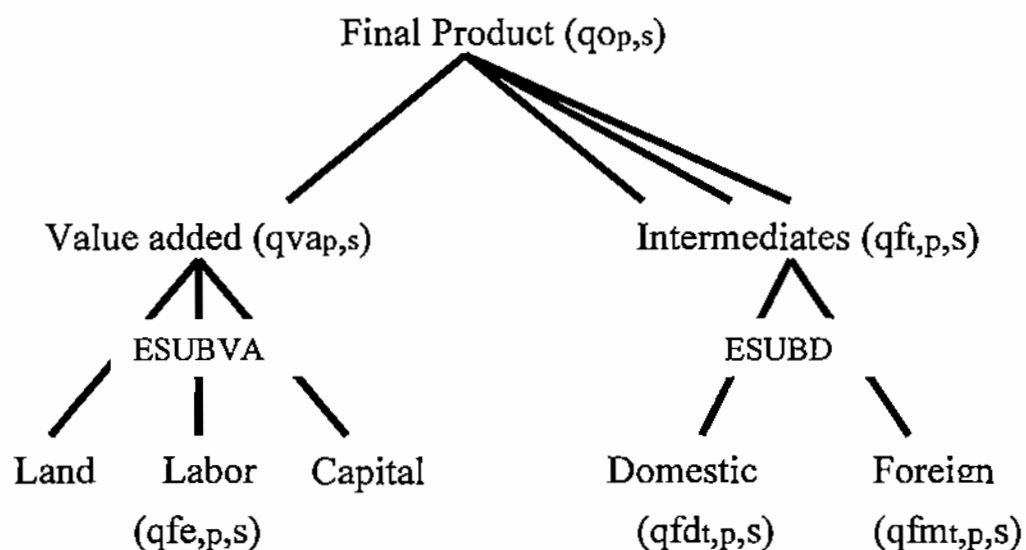 Final Product (qop,s)
Value added (qvap,s)
Intermediates (qft,p,s)
ESUBVA
ESUBD
Land
Labor
Capital
Domestic
Foreign
(qfe,p,s)
(qfdt,p,s)
(qfmt,p,s)